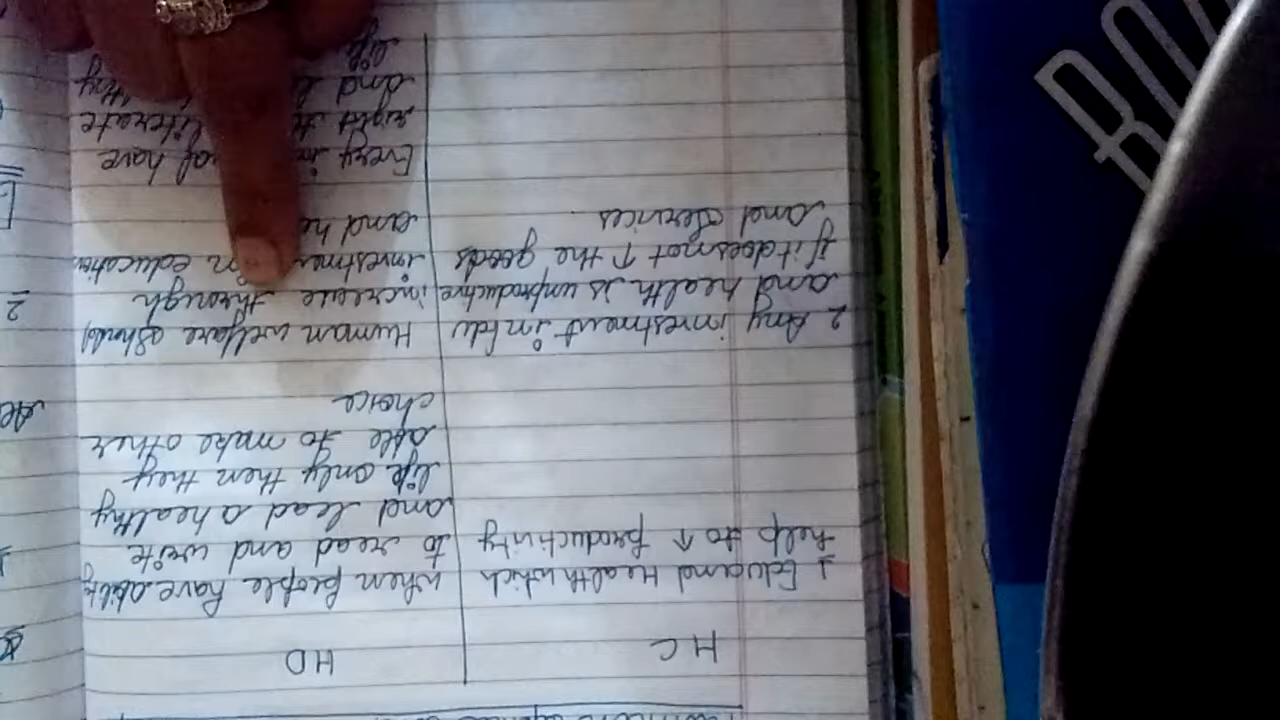 HC
HD
1 Edu and Health which
help to ↑ productivity
When people have ability
to read and write
and lead a healthy
life only then they
able to make other
choice
2 Any investment in Edu
and health is unproductive
if it does not ↑ the goods
and services
Human welfare should
increase through
in education
and he
Every have
right literate
and
life
2